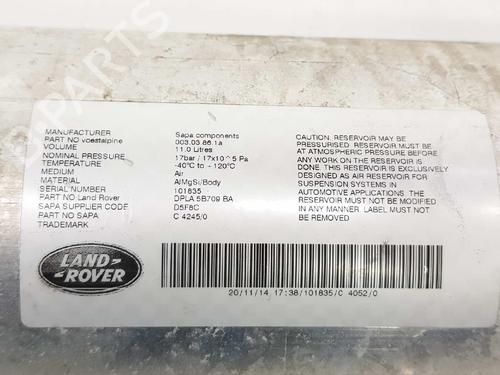 MANUFACTURER Sapa components
PART NO voestalpine 003.03.86.1a
VOLUME 11.0 Litres
NOMINAL PRESSURE 17bar / 17x10^5 Pa
TEMPERATURE -40°C to - 120°C
MEDIUM Air
MATERIAL AlMgSi/Body
SERIAL NUMBER 101835
PART NO Land Rover DPLA 5B709 BA
SAPA SUPPLIER CODE D5F8C
PART NO SAPA C 4245/0
TRADEMARK
CAUTION. RESERVOIR MAY BE
PRESSURISED. RESERVOIR MUST BE
AT ATMOSPHERIC PRESSURE BEFORE
ANY WORK ON THE RESERVOIR IS
UNDERTAKEN. THIS IS EXCLUSIVELY
DESIGNED AS AIR RESERVOIR FOR
SUSPENSION SYSTEMS IN
AUTOMOTIVE APPLICATIONS. THE
RESERVOIR MUST NOT BE MODIFIED
IN ANY MANNER. LABEL MUST NOT
BE REMOVED
LAND
ROVER
20/11/14 17:38/101835/C 4052/0